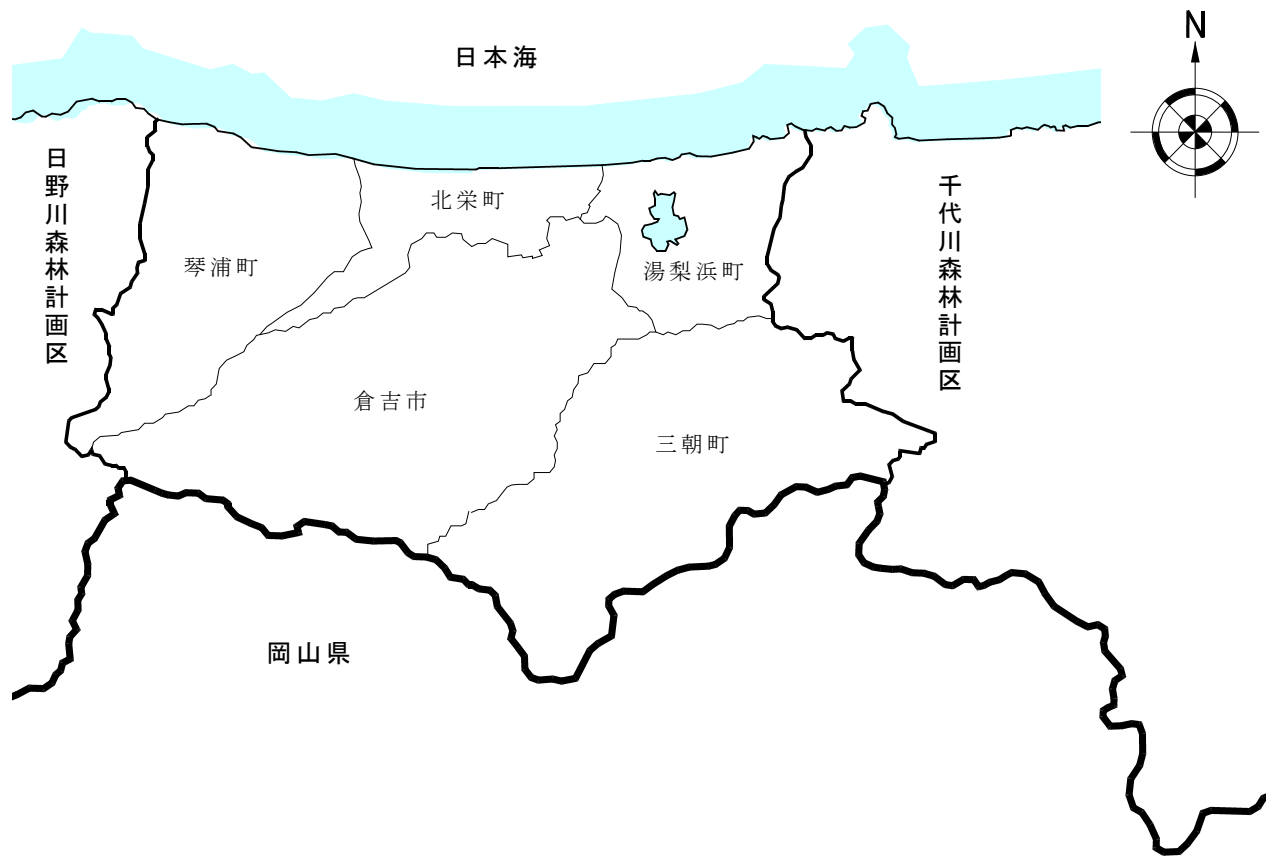 N
日本海
日野川森林計画区
千代川森林計画区
北栄町
琴浦町
湯梨浜町
倉吉市
三朝町
岡山県